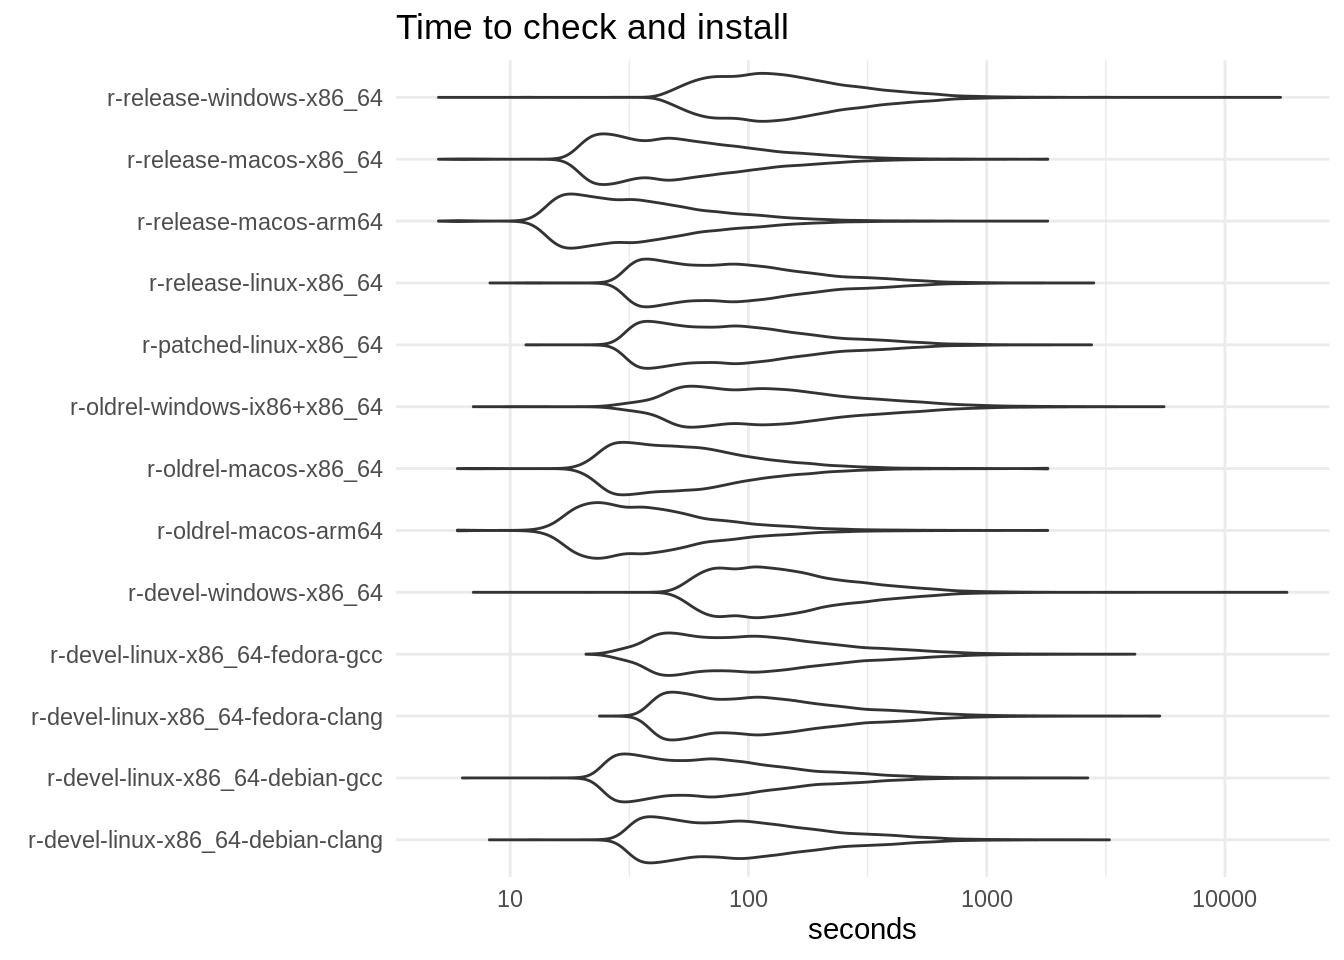 Time to check and install
r-release-windows-x86_64
r-release-macos-x86_64
r-release-macos-arm64
r-release-linux-x86_64
r-patched-linux-x86_64
r-oldrel-windows-ix86+x86_64
r-oldrel-macos-x86_64
r-oldrel-macos-arm64
r-devel-windows-x86_64
r-devel-linux-x86_64-fedora-gcc
r-devel-linux-x86_64-fedora-clang
r-devel-linux-x86_64-debian-gcc
r-devel-linux-x86_64-debian-clang
10 100 1000 10000
seconds